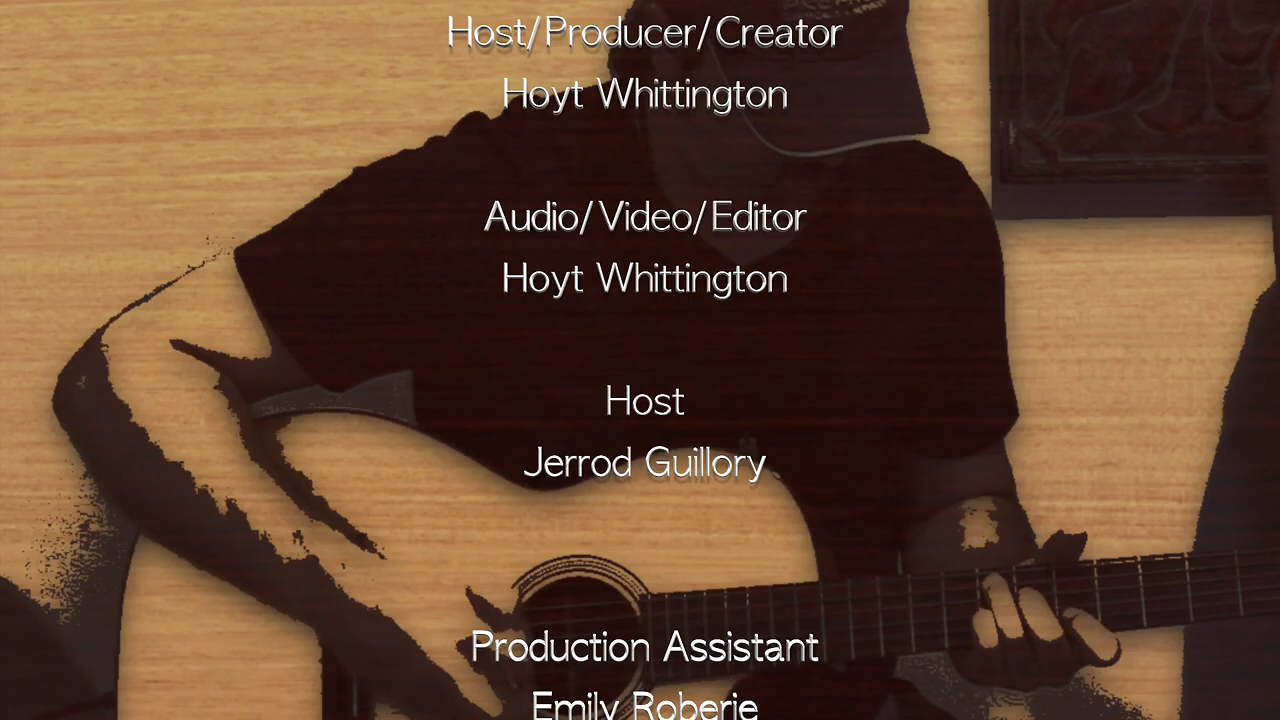 Host/Producer/Creator
Hoyt Whittington
Audio/Video/Editor
Hoyt Whittington
Host
Jerrod Guillory
Production Assistant
Emily Roberie